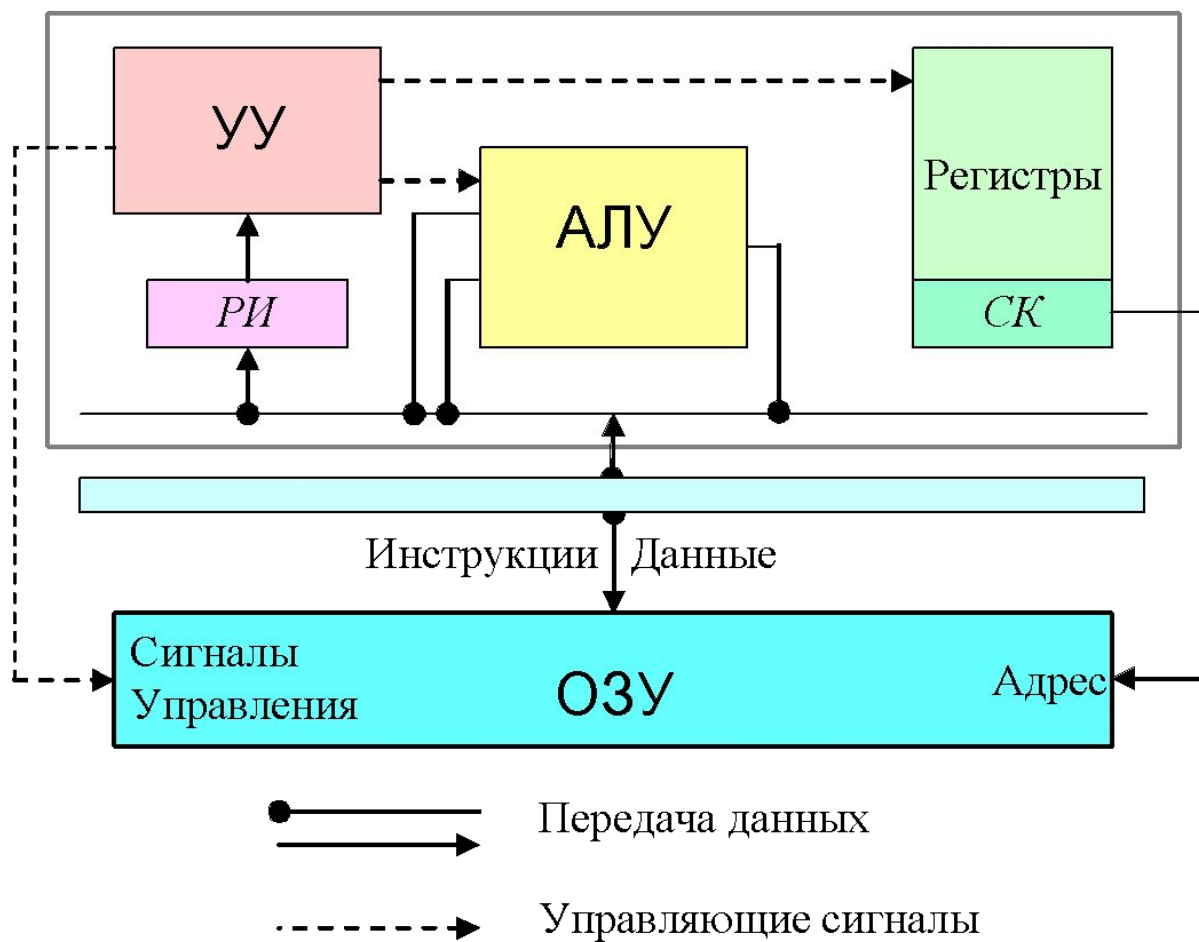 УУ
АЛУ
Регистры
РИ
СК
Инструкции Данные
Сигналы
Управления
ОЗУ
Адрес
Передача данных
Управляющие сигналы